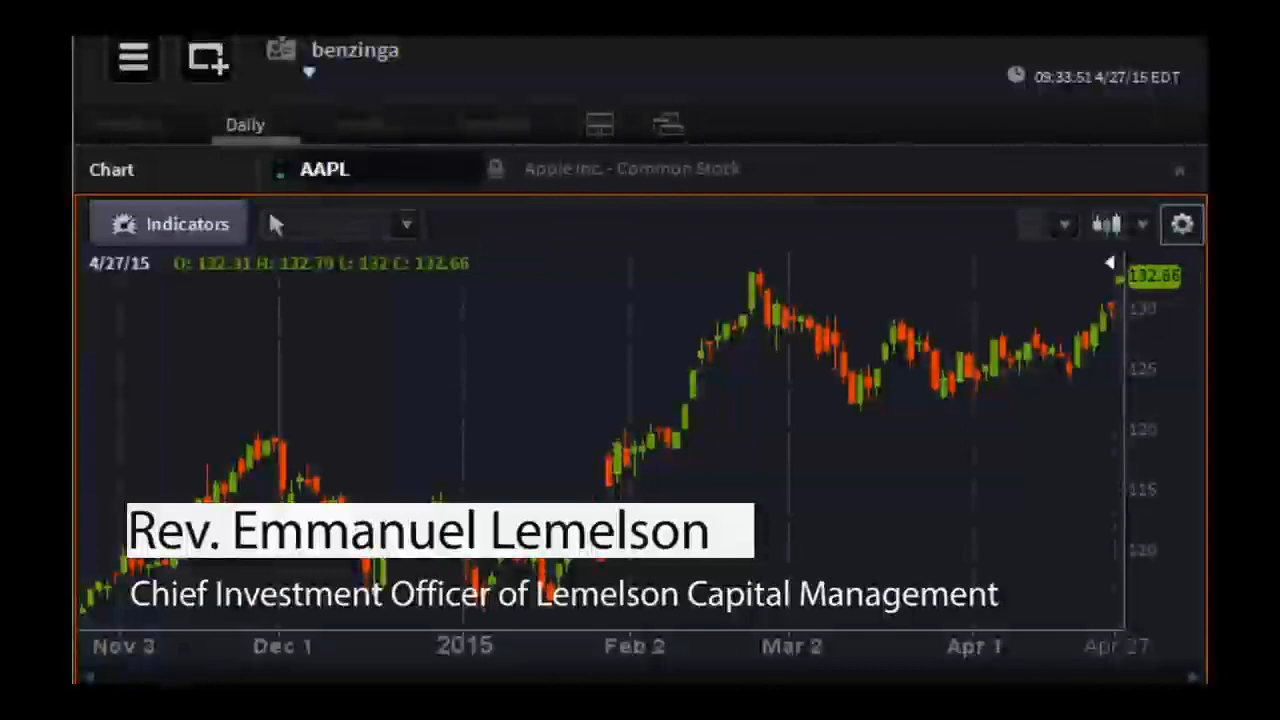 benzinga
09:33:51 4/27/15 EDT
Daily
Chart
AAPL
Apple Inc. - Common Stock
Indicators
4/27/15 O: 132.31 H: 132.79 L: 132 C: 132.66
132.66
130
125
120
115
Rev. Emmanuel Lemelson
Chief Investment Officer of Lemelson Capital Management
Nov 3 Dec 1 2015 Feb 2 Mar 2 Apr 1 Apr 27